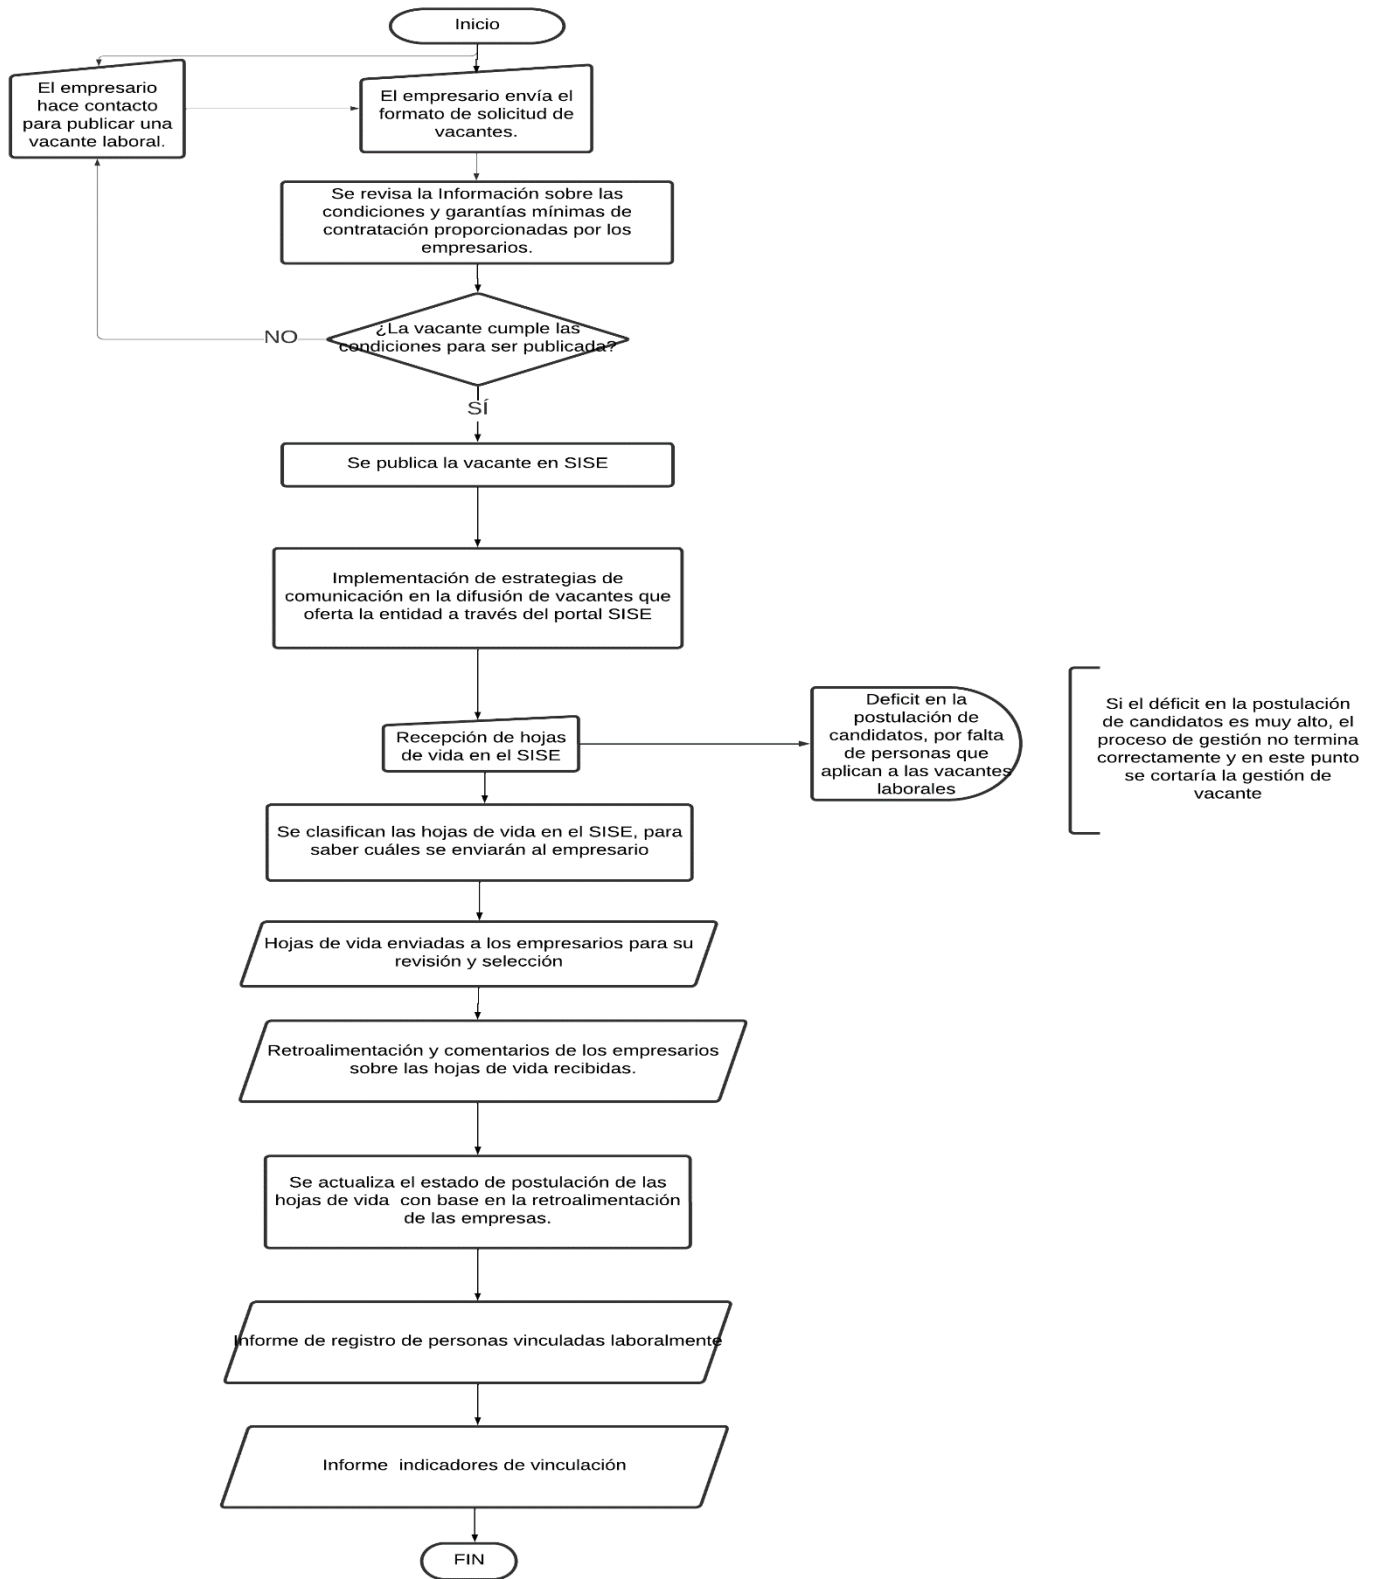 Inicio
El empresario
hace contacto
para publicar una
vacante laboral.
El empresario envía el
formato de solicitud de
vacantes.
Se revisa la Información sobre las
condiciones y garantías mínimas de
contratación proporcionadas por los
empresarios.
¿La vacante cumple las
condiciones para ser publicada?
NO
SÍ
Se publica la vacante en SISE
Implementación de estrategias de
comunicación en la difusión de vacantes que
oferta la entidad a través del portal SISE
Recepción de hojas
de vida en el SISE
Deficit en la
postulación de
candidatos, por falta
de personas que
aplican a las vacantes
laborales
Si el déficit en la postulación
de candidatos es muy alto, el
proceso de gestión no termina
correctamente y en este punto
se cortaría la gestión de
vacante
Se clasifican las hojas de vida en el SISE, para
saber cuáles se enviarán al empresario
Hojas de vida enviadas a los empresarios para su
revisión y selección
Retroalimentación y comentarios de los empresarios
sobre las hojas de vida recibidas.
Se actualiza el estado de postulación de las
hojas de vida  con base en la retroalimentación
de las empresas.
Informe de registro de personas vinculadas laboralmente
Informe  indicadores de vinculación
FIN